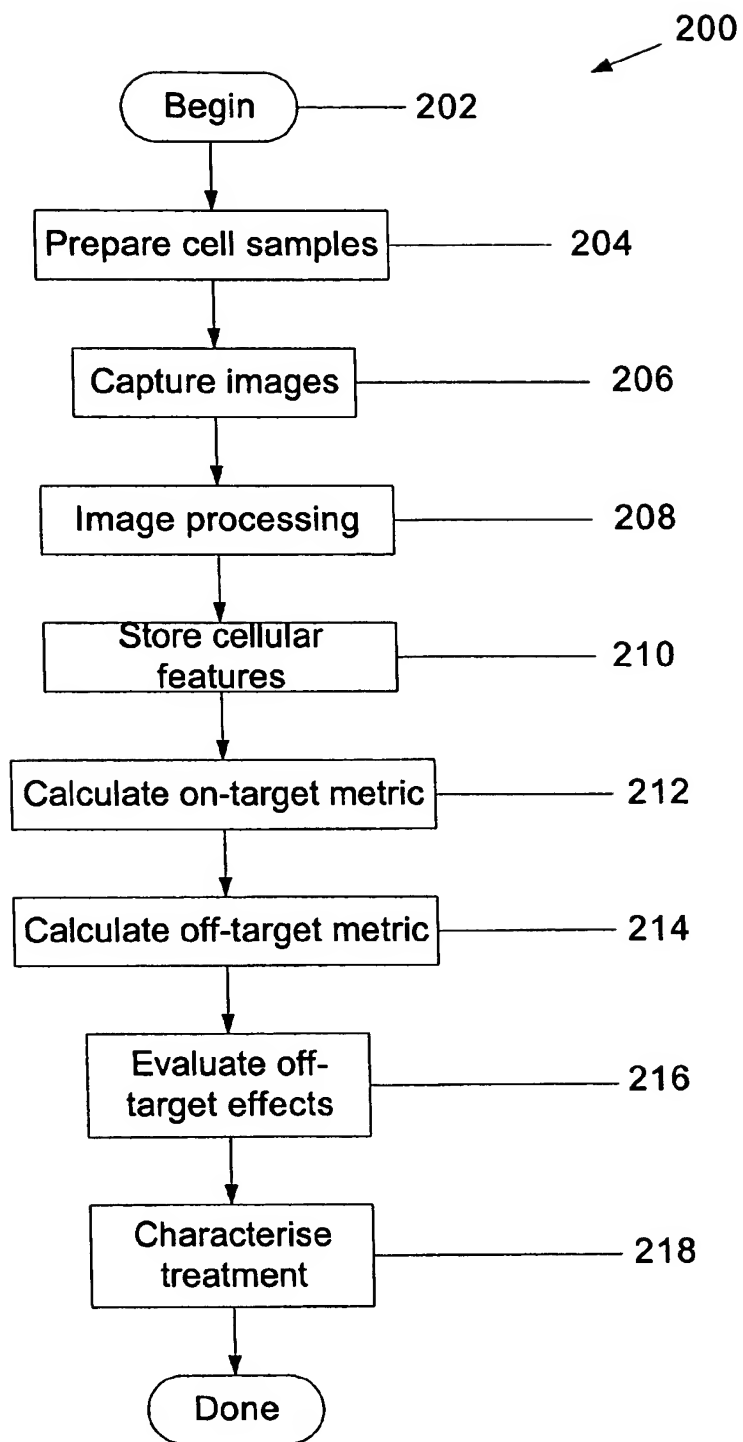 200
Begin 202
Prepare cell samples 204
Capture images 206
Image processing 208
Store cellular
features 210
Calculate on-target metric 212
Calculate off-target metric 214
Evaluate off-
target effects 216
Characterise
treatment 218
Done